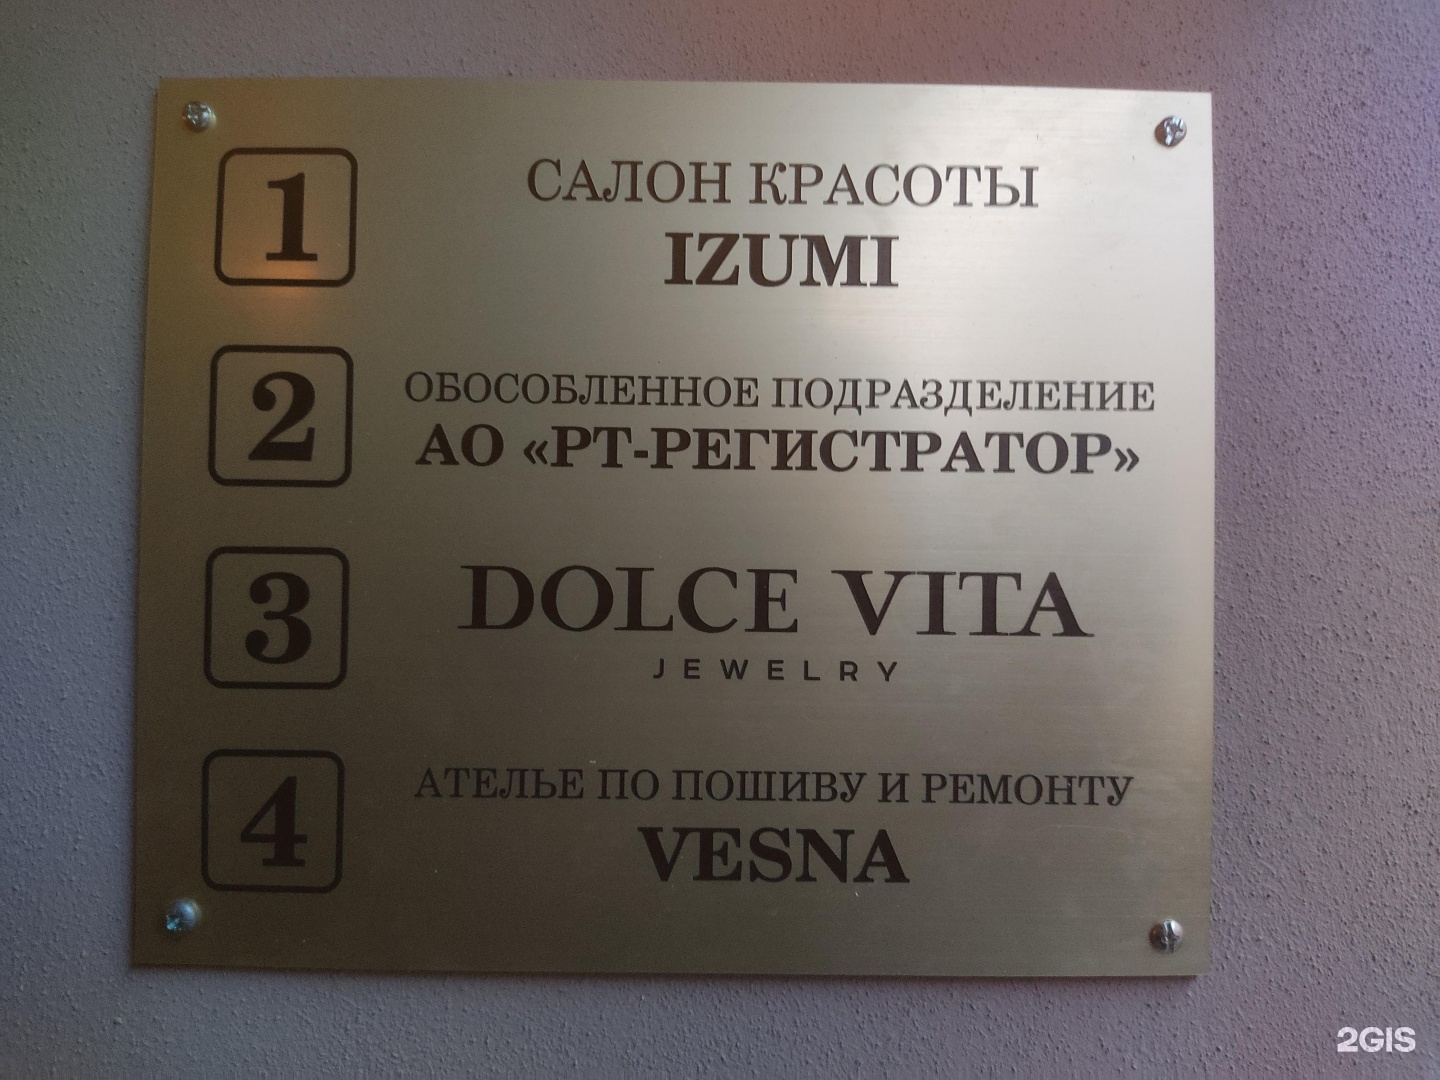 1
САЛОН КРАСОТЫ
IZUMI
2
ОБОСОБЛЕННОЕ ПОДРАЗДЕЛЕНИЕ
АО «РТ-РЕГИСТРАТОР»
3
DOLCE VITA
JEWELRY
4
АТЕЛЬЕ ПО ПОШИВУ И РЕМОНТУ
VESNA
2GIS